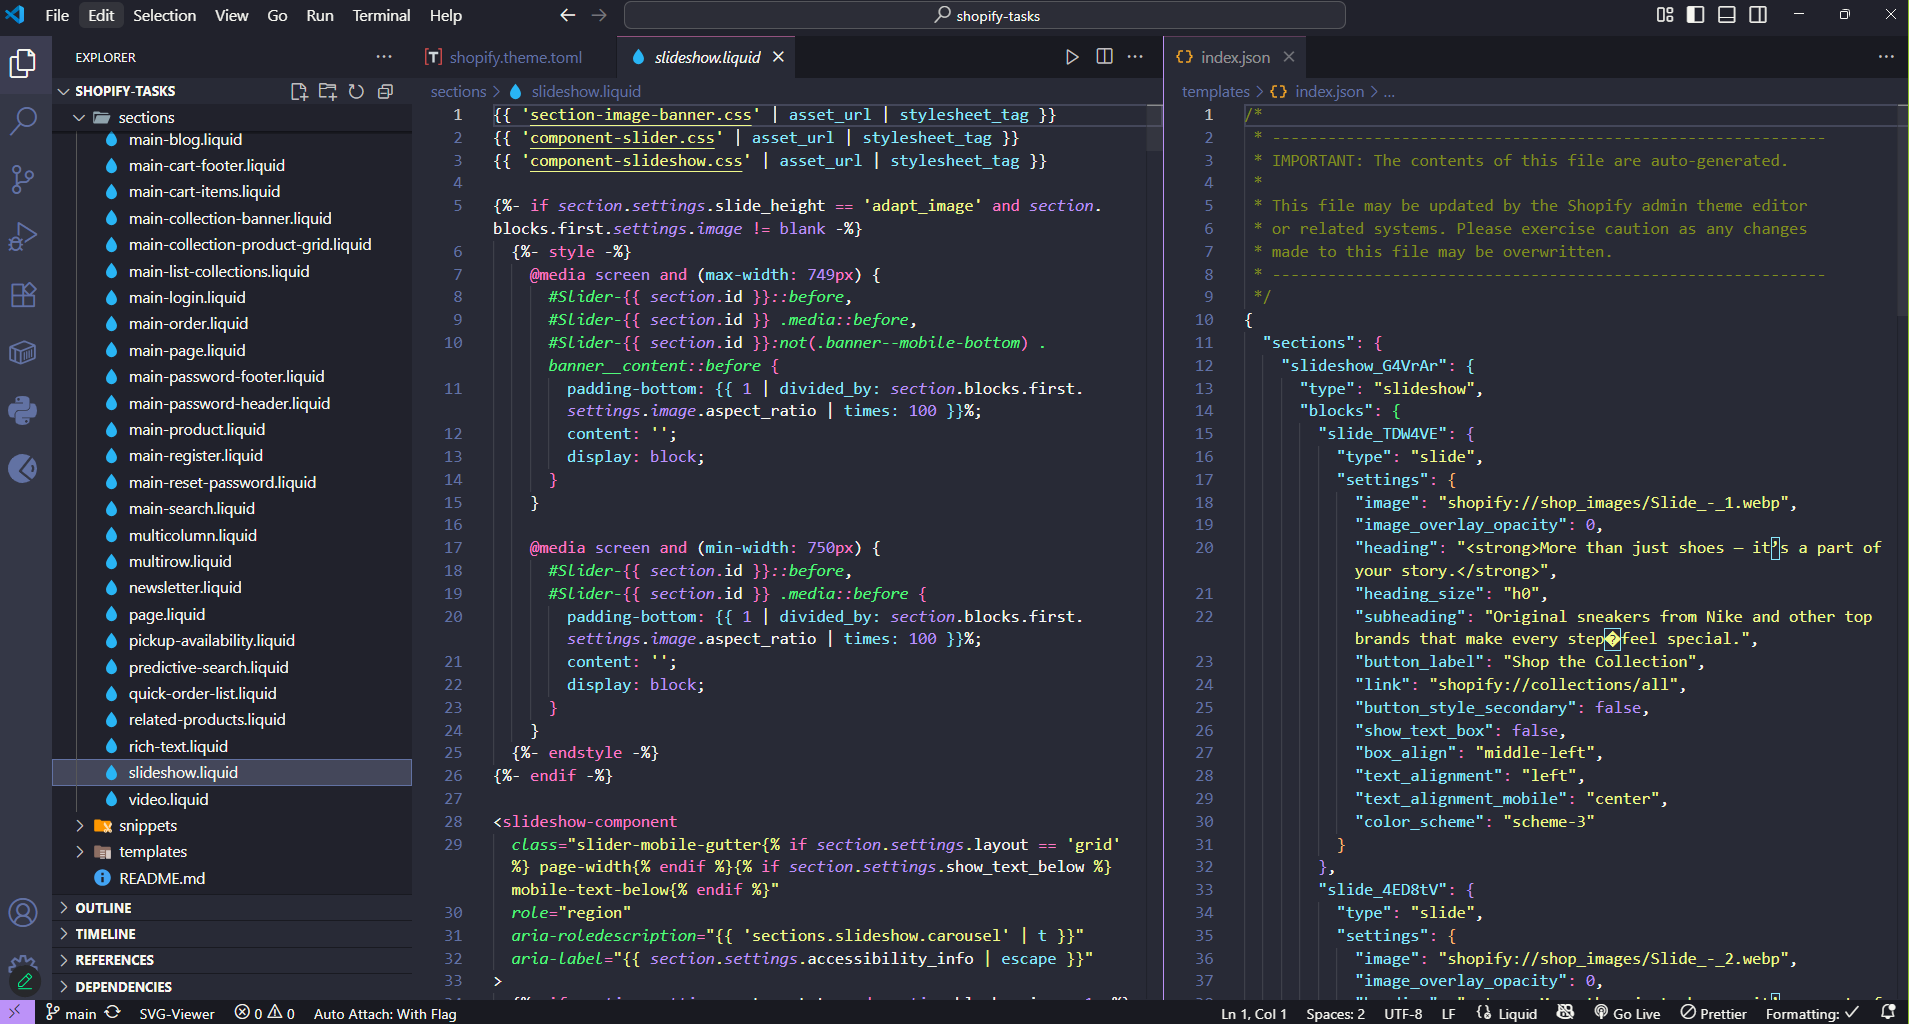 File Edit Selection View Go Run Terminal Help
shopify-tasks
EXPLORER
SHOPIFY-TASKS
sections
main-blog.liquid
main-cart-footer.liquid
main-cart-items.liquid
main-collection-banner.liquid
main-collection-product-grid.liquid
main-list-collections.liquid
main-login.liquid
main-order.liquid
main-page.liquid
main-password-footer.liquid
main-password-header.liquid
main-product.liquid
main-register.liquid
main-reset-password.liquid
main-search.liquid
multicolumn.liquid
multirow.liquid
newsletter.liquid
page.liquid
pickup-availability.liquid
predictive-search.liquid
quick-order-list.liquid
related-products.liquid
rich-text.liquid
slideshow.liquid
video.liquid
snippets
templates
README.md
OUTLINE
TIMELINE
REFERENCES
DEPENDENCIES
shopify.theme.toml
slideshow.liquid
sections > slideshow.liquid
1 {{ 'section-image-banner.css' | asset_url | stylesheet_tag }}
2 {{ 'component-slider.css' | asset_url | stylesheet_tag }}
3 {{ 'component-slideshow.css' | asset_url | stylesheet_tag }}
4
5 {%- if section.settings.slide_height == 'adapt_image' and section.
blocks.first.settings.image != blank -%}
6 {%- style -%}
7 @media screen and (max-width: 749px) {
8 #Slider-{{ section.id }}::before,
9 #Slider-{{ section.id }} .media::before,
10 #Slider-{{ section.id }}:not(.banner--mobile-bottom) .
banner__content::before {
11 padding-bottom: {{ 1 | divided_by: section.blocks.first.
settings.image.aspect_ratio | times: 100 }}%;
12 content: '';
13 display: block;
14 }
15 }
16
17 @media screen and (min-width: 750px) {
18 #Slider-{{ section.id }}::before,
19 #Slider-{{ section.id }} .media::before {
20 padding-bottom: {{ 1 | divided_by: section.blocks.first.
settings.image.aspect_ratio | times: 100 }}%;
21 content: '';
22 display: block;
23 }
24 }
25 {%- endstyle -%}
26 {%- endif -%}
27
28 <slideshow-component
29 class="slider-mobile-gutter{% if section.settings.layout == 'grid'
%} page-width{% endif %}{% if section.settings.show_text_below %}
mobile-text-below{% endif %}"
30 role="region"
31 aria-roledescription="{{ 'sections.slideshow.carousel' | t }}"
32 aria-label="{{ section.settings.accessibility_info | escape }}"
33 >
index.json
templates > {} index.json > ...
1 /*
2 * ------------------------------------------------------------
3 * IMPORTANT: The contents of this file are auto-generated.
4 *
5 * This file may be updated by the Shopify admin theme editor
6 * or related systems. Please exercise caution as any changes
7 * made to this file may be overwritten.
8 * ------------------------------------------------------------
9 */
10 {
11 "sections": {
12 "slideshow_G4VrAr": {
13 "type": "slideshow",
14 "blocks": {
15 "slide_TDW4VE": {
16 "type": "slide",
17 "settings": {
18 "image": "shopify://shop_images/Slide_-_1.webp",
19 "image_overlay_opacity": 0,
20 "heading": "<strong>More than just shoes — it’s a part of
your story.</strong>",
21 "heading_size": "h0",
22 "subheading": "Original sneakers from Nike and other top
brands that make every step�feel special.",
23 "button_label": "Shop the Collection",
24 "link": "shopify://collections/all",
25 "button_style_secondary": false,
26 "show_text_box": false,
27 "box_align": "middle-left",
28 "text_alignment": "left",
29 "text_alignment_mobile": "center",
30 "color_scheme": "scheme-3"
31 }
32 },
33 "slide_4ED8tV": {
34 "type": "slide",
35 "settings": {
36 "image": "shopify://shop_images/Slide_-_2.webp",
37 "image_overlay_opacity": 0,
main SVG-Viewer 0 0 Auto Attach: With Flag Ln 1, Col 1 Spaces: 2 UTF-8 LF Liquid Go Live Prettier Formatting: